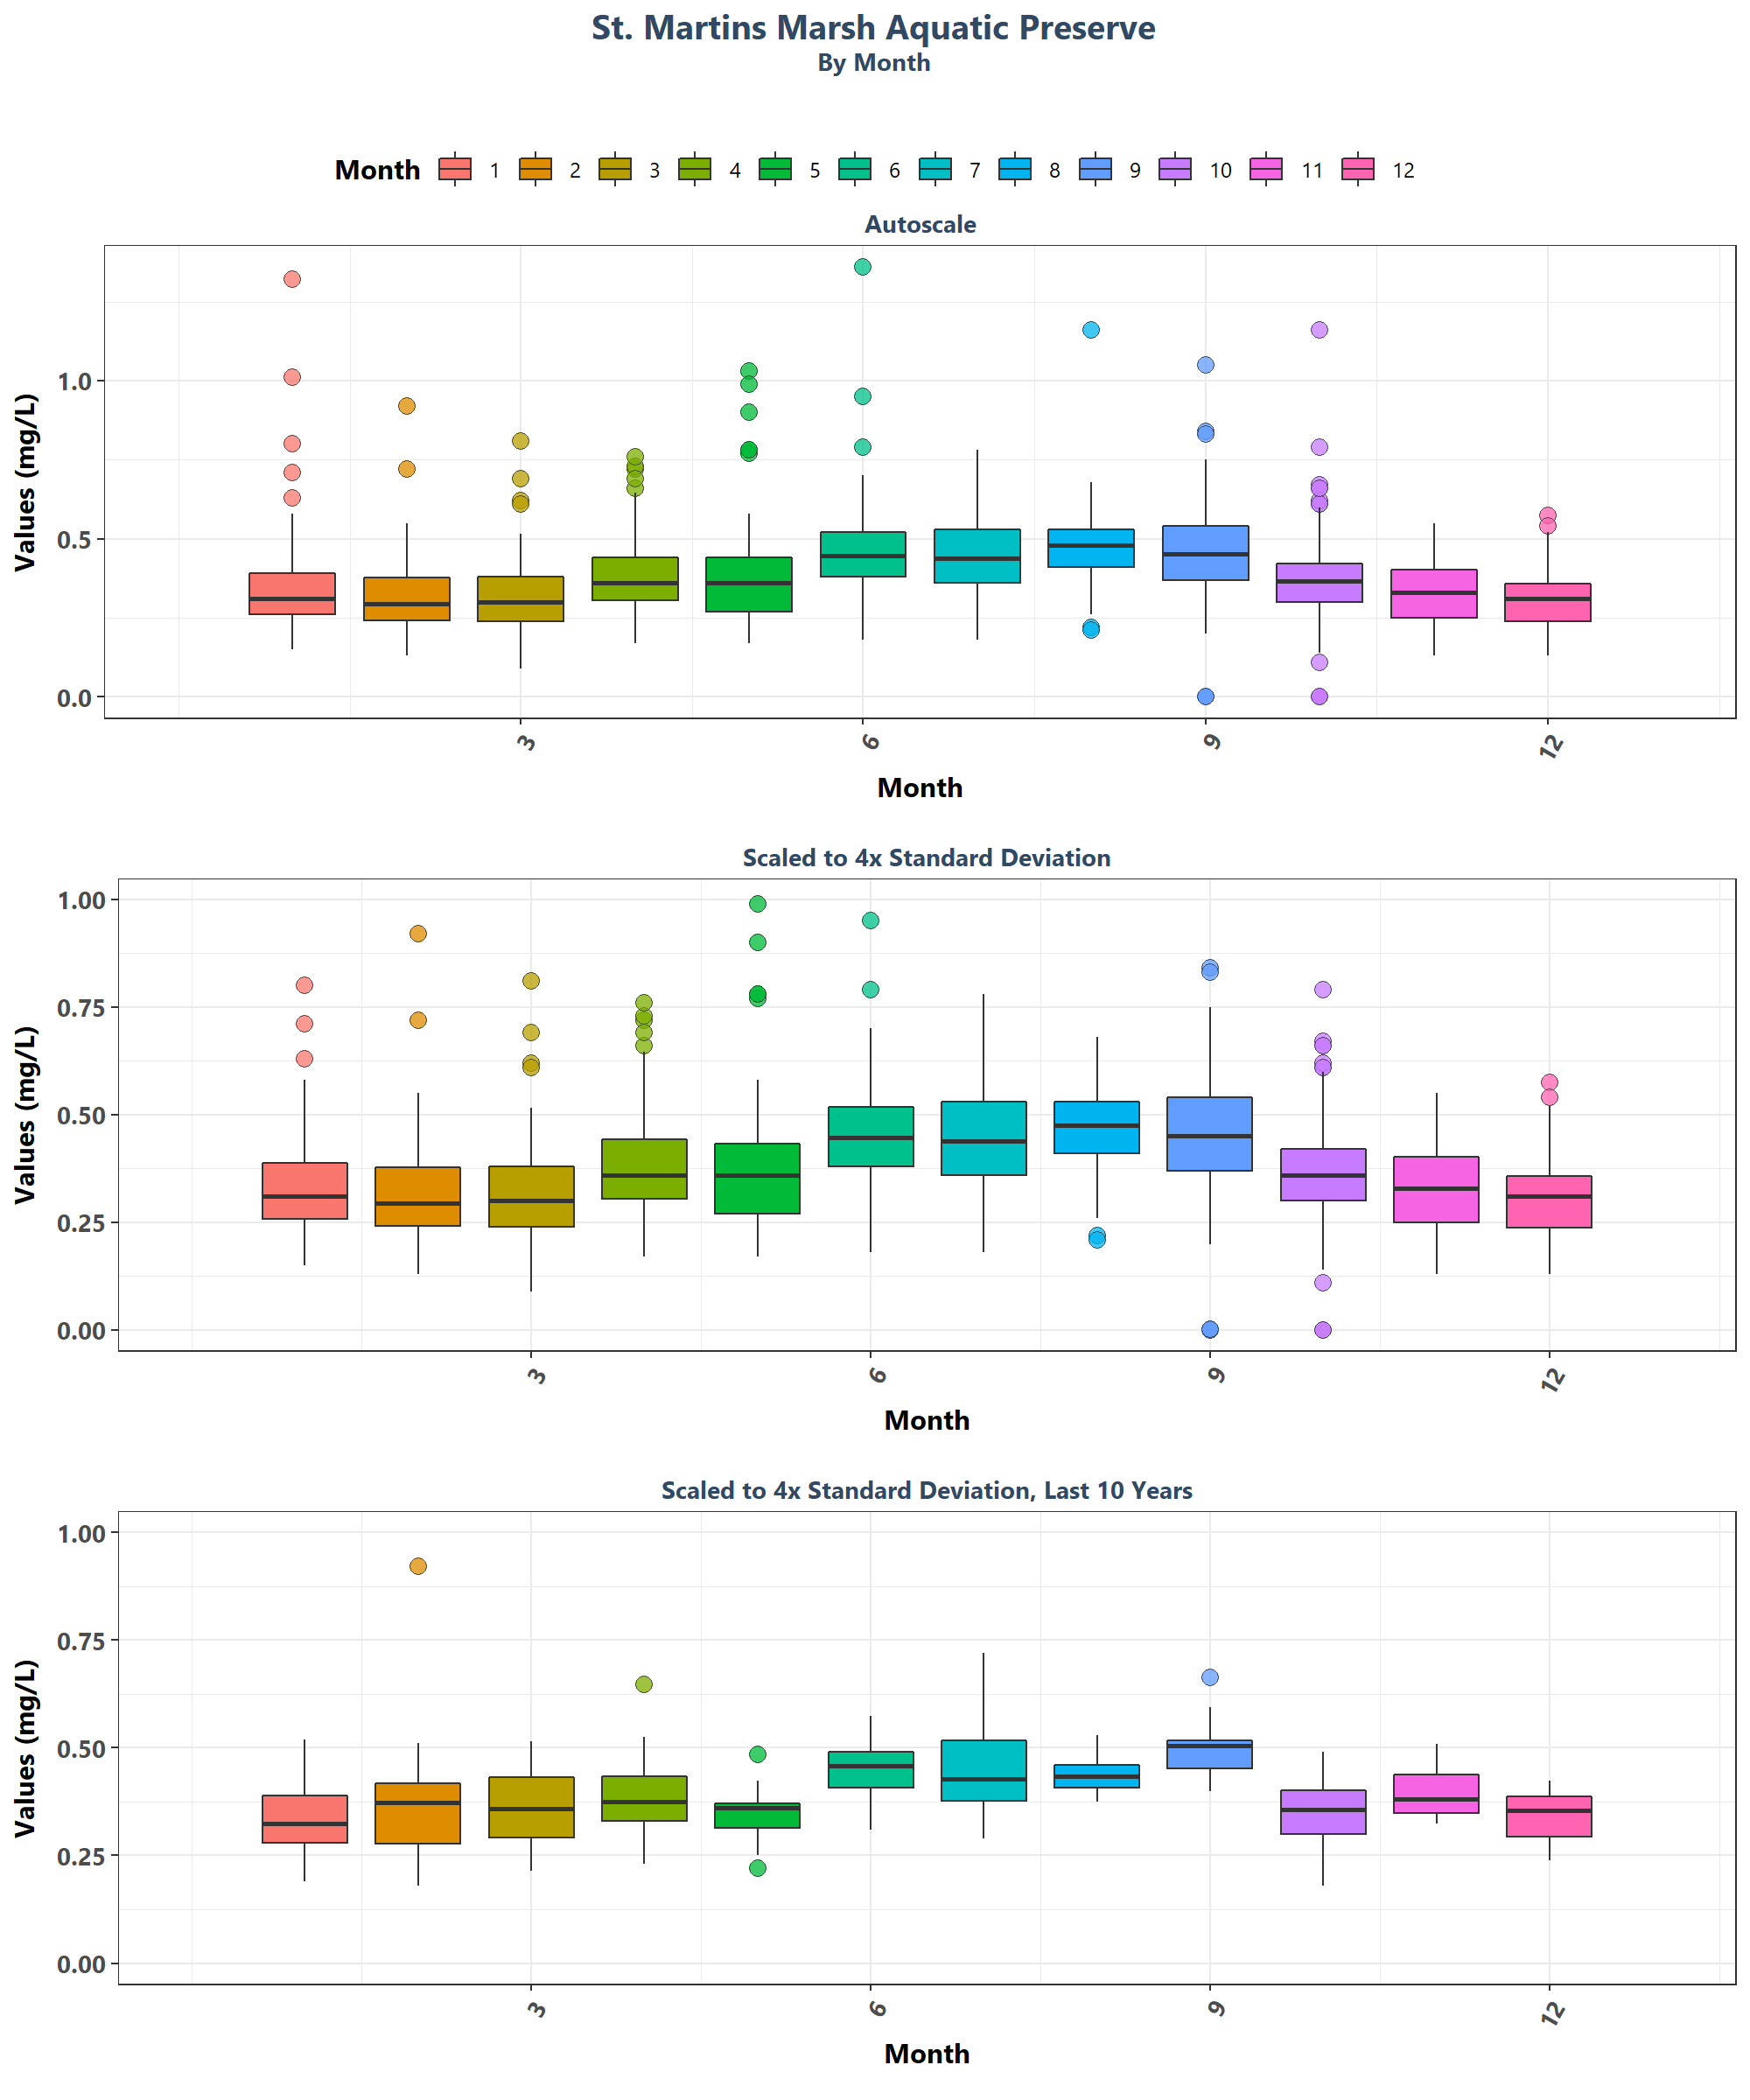 St. Martins Marsh Aquatic Preserve
By Month
Month 1 2 3 4 5 6 7 8 9 10 11 12
Autoscale
Values (mg/L)
1.0
0.5
0.0
3 6 9 12
Month
Scaled to 4x Standard Deviation
Values (mg/L)
1.00
0.75
0.50
0.25
0.00
3 6 9 12
Month
Scaled to 4x Standard Deviation, Last 10 Years
Values (mg/L)
1.00
0.75
0.50
0.25
0.00
3 6 9 12
Month